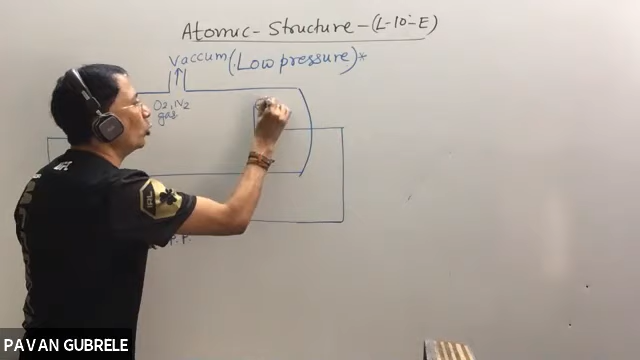 Atomic-Structure-(L-10-E)
Vaccum (Low pressure)*
O2, N2
gas
PAVAN GUBRELE